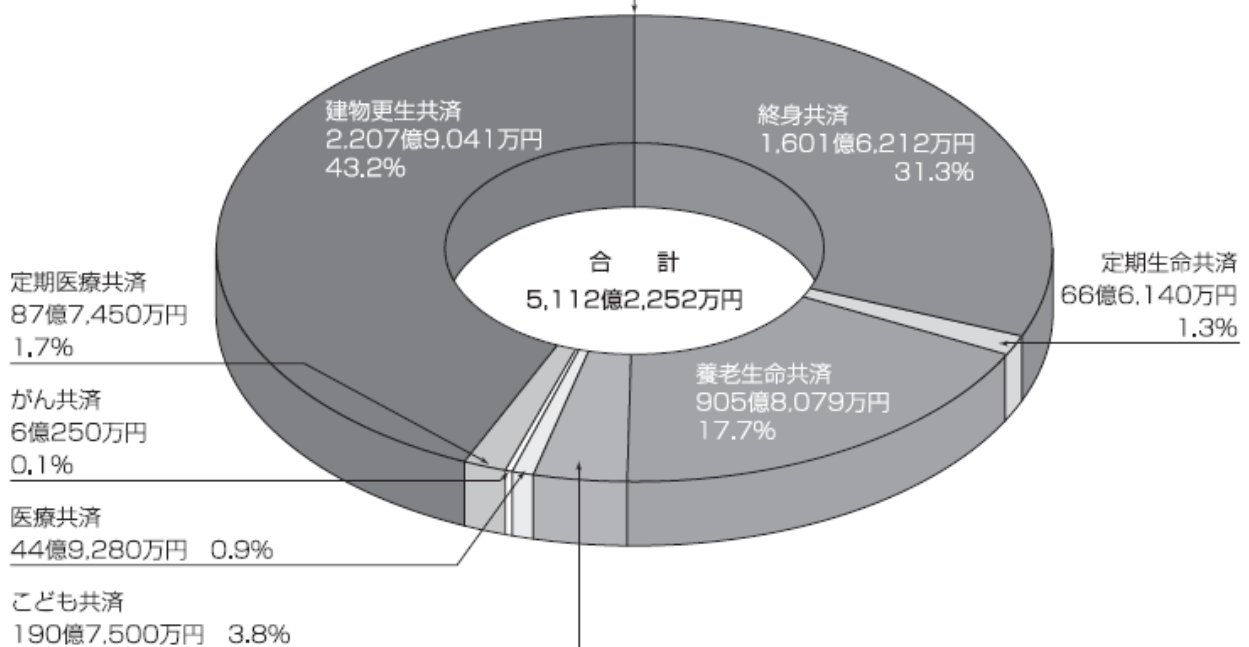 建物更生共済
2,207億9,041万円
43.2%
終身共済
1,601億6,212万円
31.3%
合　計
5,112億2,252万円
定期生命共済
66億6,140万円
1.3%
養老生命共済
905億8,079万円
17.7%
定期医療共済
87億7,450万円
1.7%
がん共済
6億250万円
0.1%
医療共済
44億9,280万円　0.9%
こども共済
190億7,500万円　3.8%